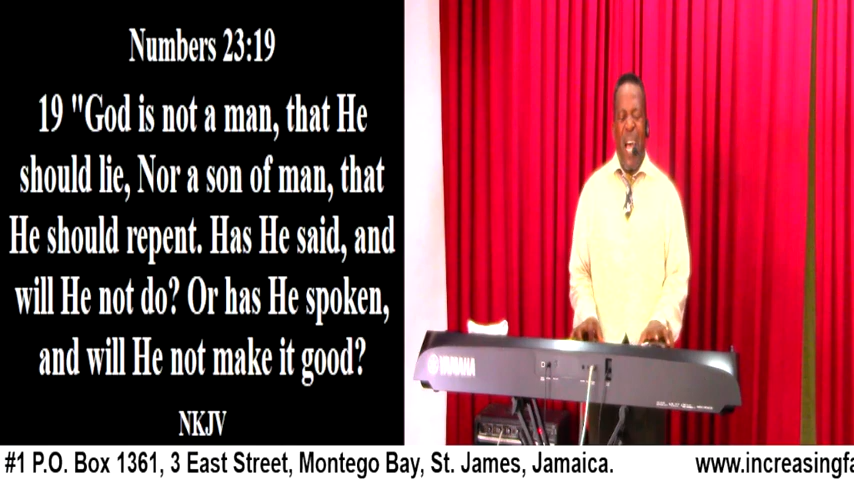 Numbers 23:19
19 "God is not a man, that He
should lie, Nor a son of man, that
He should repent. Has He said, and
will He not do? Or has He spoken,
and will He not make it good?
NKJV
YAMAHA
#1 P.O. Box 1361, 3 East Street, Montego Bay, St. James, Jamaica.
www.increasingfa